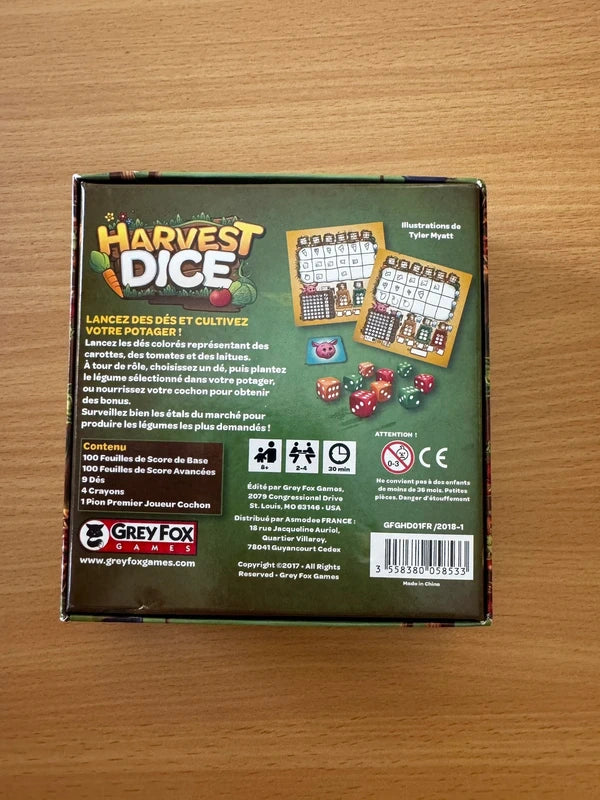 HARVEST
DICE
Illustrations de
Tyler Myatt
LANCEZ DES DÉS ET CULTIVEZ
VOTRE POTAGER !
Lancez les dés colorés représentant des
carottes, des tomates et des laitues.
À tour de rôle, choisissez un dé, puis plantez
le légume sélectionné dans votre potager,
ou nourrissez votre cochon pour obtenir
des bonus.
Surveillez bien les étals du marché pour
produire les légumes les plus demandés !
Contenu
100 Feuilles de Score de Base
100 Feuilles de Score Avancées
9 Dés
4 Crayons
1 Pion Premier Joueur Cochon
GREY FOX
GAMES
www.greyfoxgames.com
8+
2-4
30 min
Édité par Grey Fox Games,
2079 Congressional Drive
St. Louis, MO 63146 • USA
Distribué par Asmodee FRANCE :
18 rue Jacqueline Auriol,
Quartier Villaroy,
78041 Guyancourt Cedex
Copyright ©2017 • All Rights
Reserved • Grey Fox Games
ATTENTION !
0-3
CE
Ne convient pas à des enfants
de moins de 36 mois. Petites
pièces. Danger d'étouffement
GFGHD01FR /2018-1
3 558380 058533
Made in China